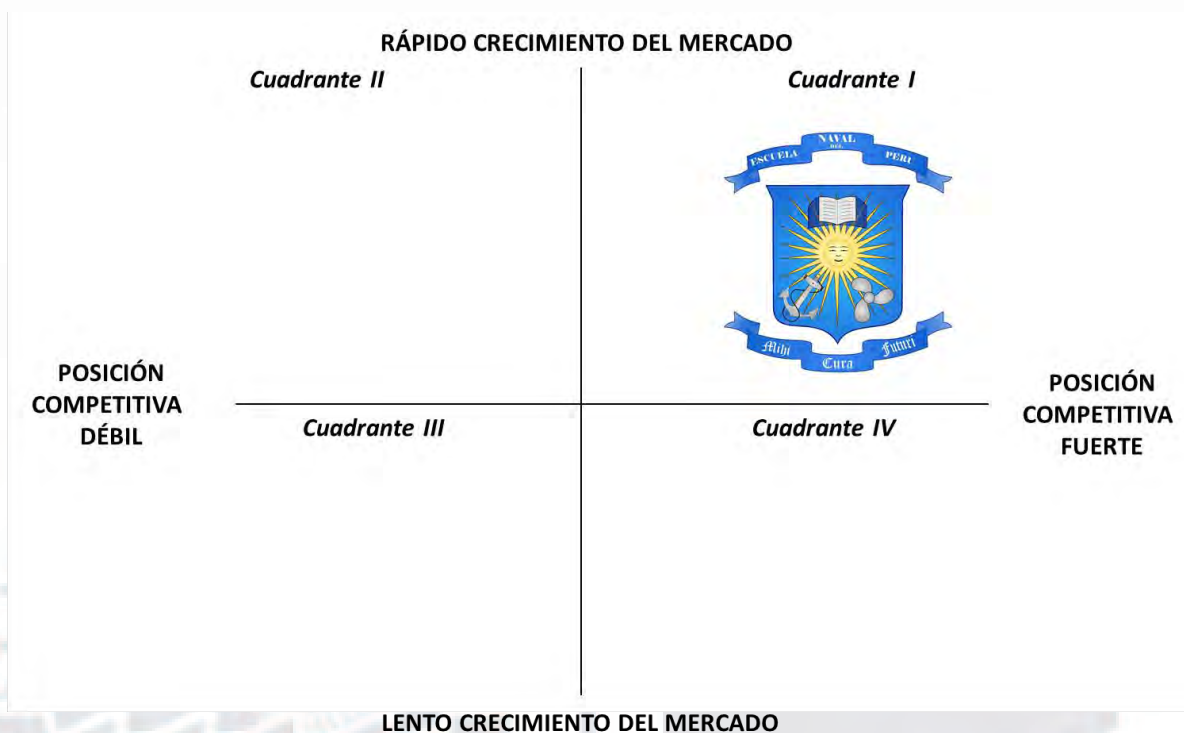 RÁPIDO CRECIMIENTO DEL MERCADO
Cuadrante II
Cuadrante I
ESCUELA NAVAL DEL PERU
Mihi Cura Futuri
POSICIÓN
COMPETITIVA
DÉBIL
POSICIÓN
COMPETITIVA
FUERTE
Cuadrante III
Cuadrante IV
LENTO CRECIMIENTO DEL MERCADO